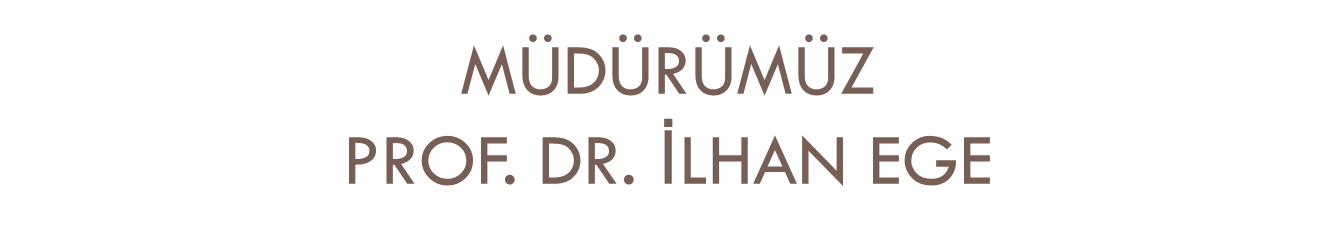 MÜDÜRÜMÜZ
PROF. DR. İLHAN EGE